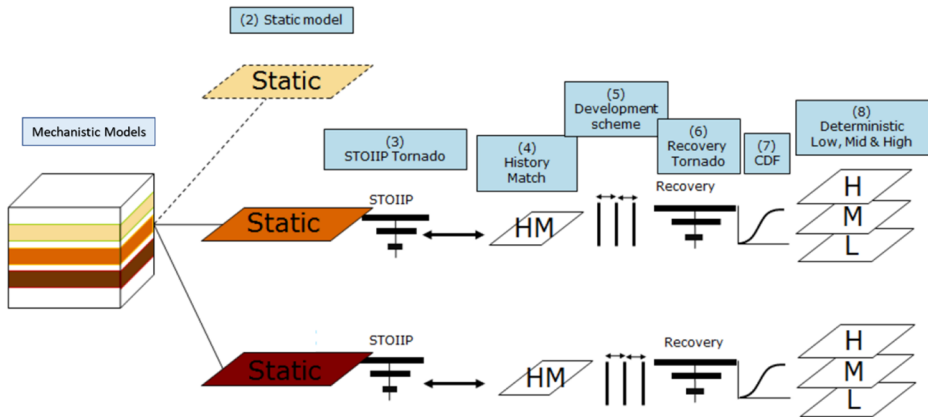 (2) Static model
Static
Mechanistic Models
(3)
STOIIP Tornado
(4)
History
Match
(5)
Development
scheme
(6)
Recovery
Tornado
(7)
CDF
(8)
Deterministic
Low, Mid & High
Static
STOIIP
HM
Recovery
H
M
L
Static
STOIIP
HM
Recovery
H
M
L